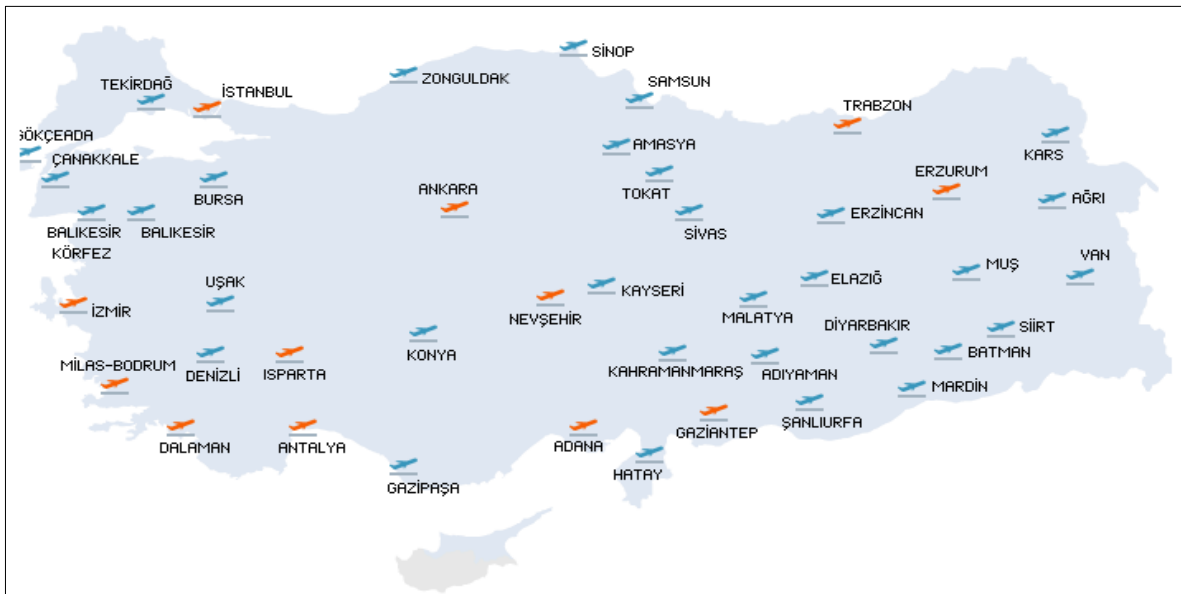 SİNOP
ZONGULDAK
TEKİRDAĞ
SAMSUN
İSTANBUL
TRABZON
GÖKÇEADA
AMASYA
KARS
ÇANAKKALE
ERZURUM
ANKARA
TOKAT
BURSA
AĞRI
ERZİNCAN
BALIKESİR
KÖRFEZ
BALIKESİR
SİVAS
VAN
MUŞ
UŞAK
ELAZIĞ
KAYSERİ
İZMİR
NEVŞEHİR
MALATYA
DİYARBAKIR
SİİRT
KONYA
BATMAN
MİLAS-BODRUM
DENİZLİ
ISPARTA
KAHRAMANMARAŞ
ADIYAMAN
MARDİN
ŞANLIURFA
GAZİANTEP
DALAMAN
ANTALYA
ADANA
HATAY
GAZİPAŞA